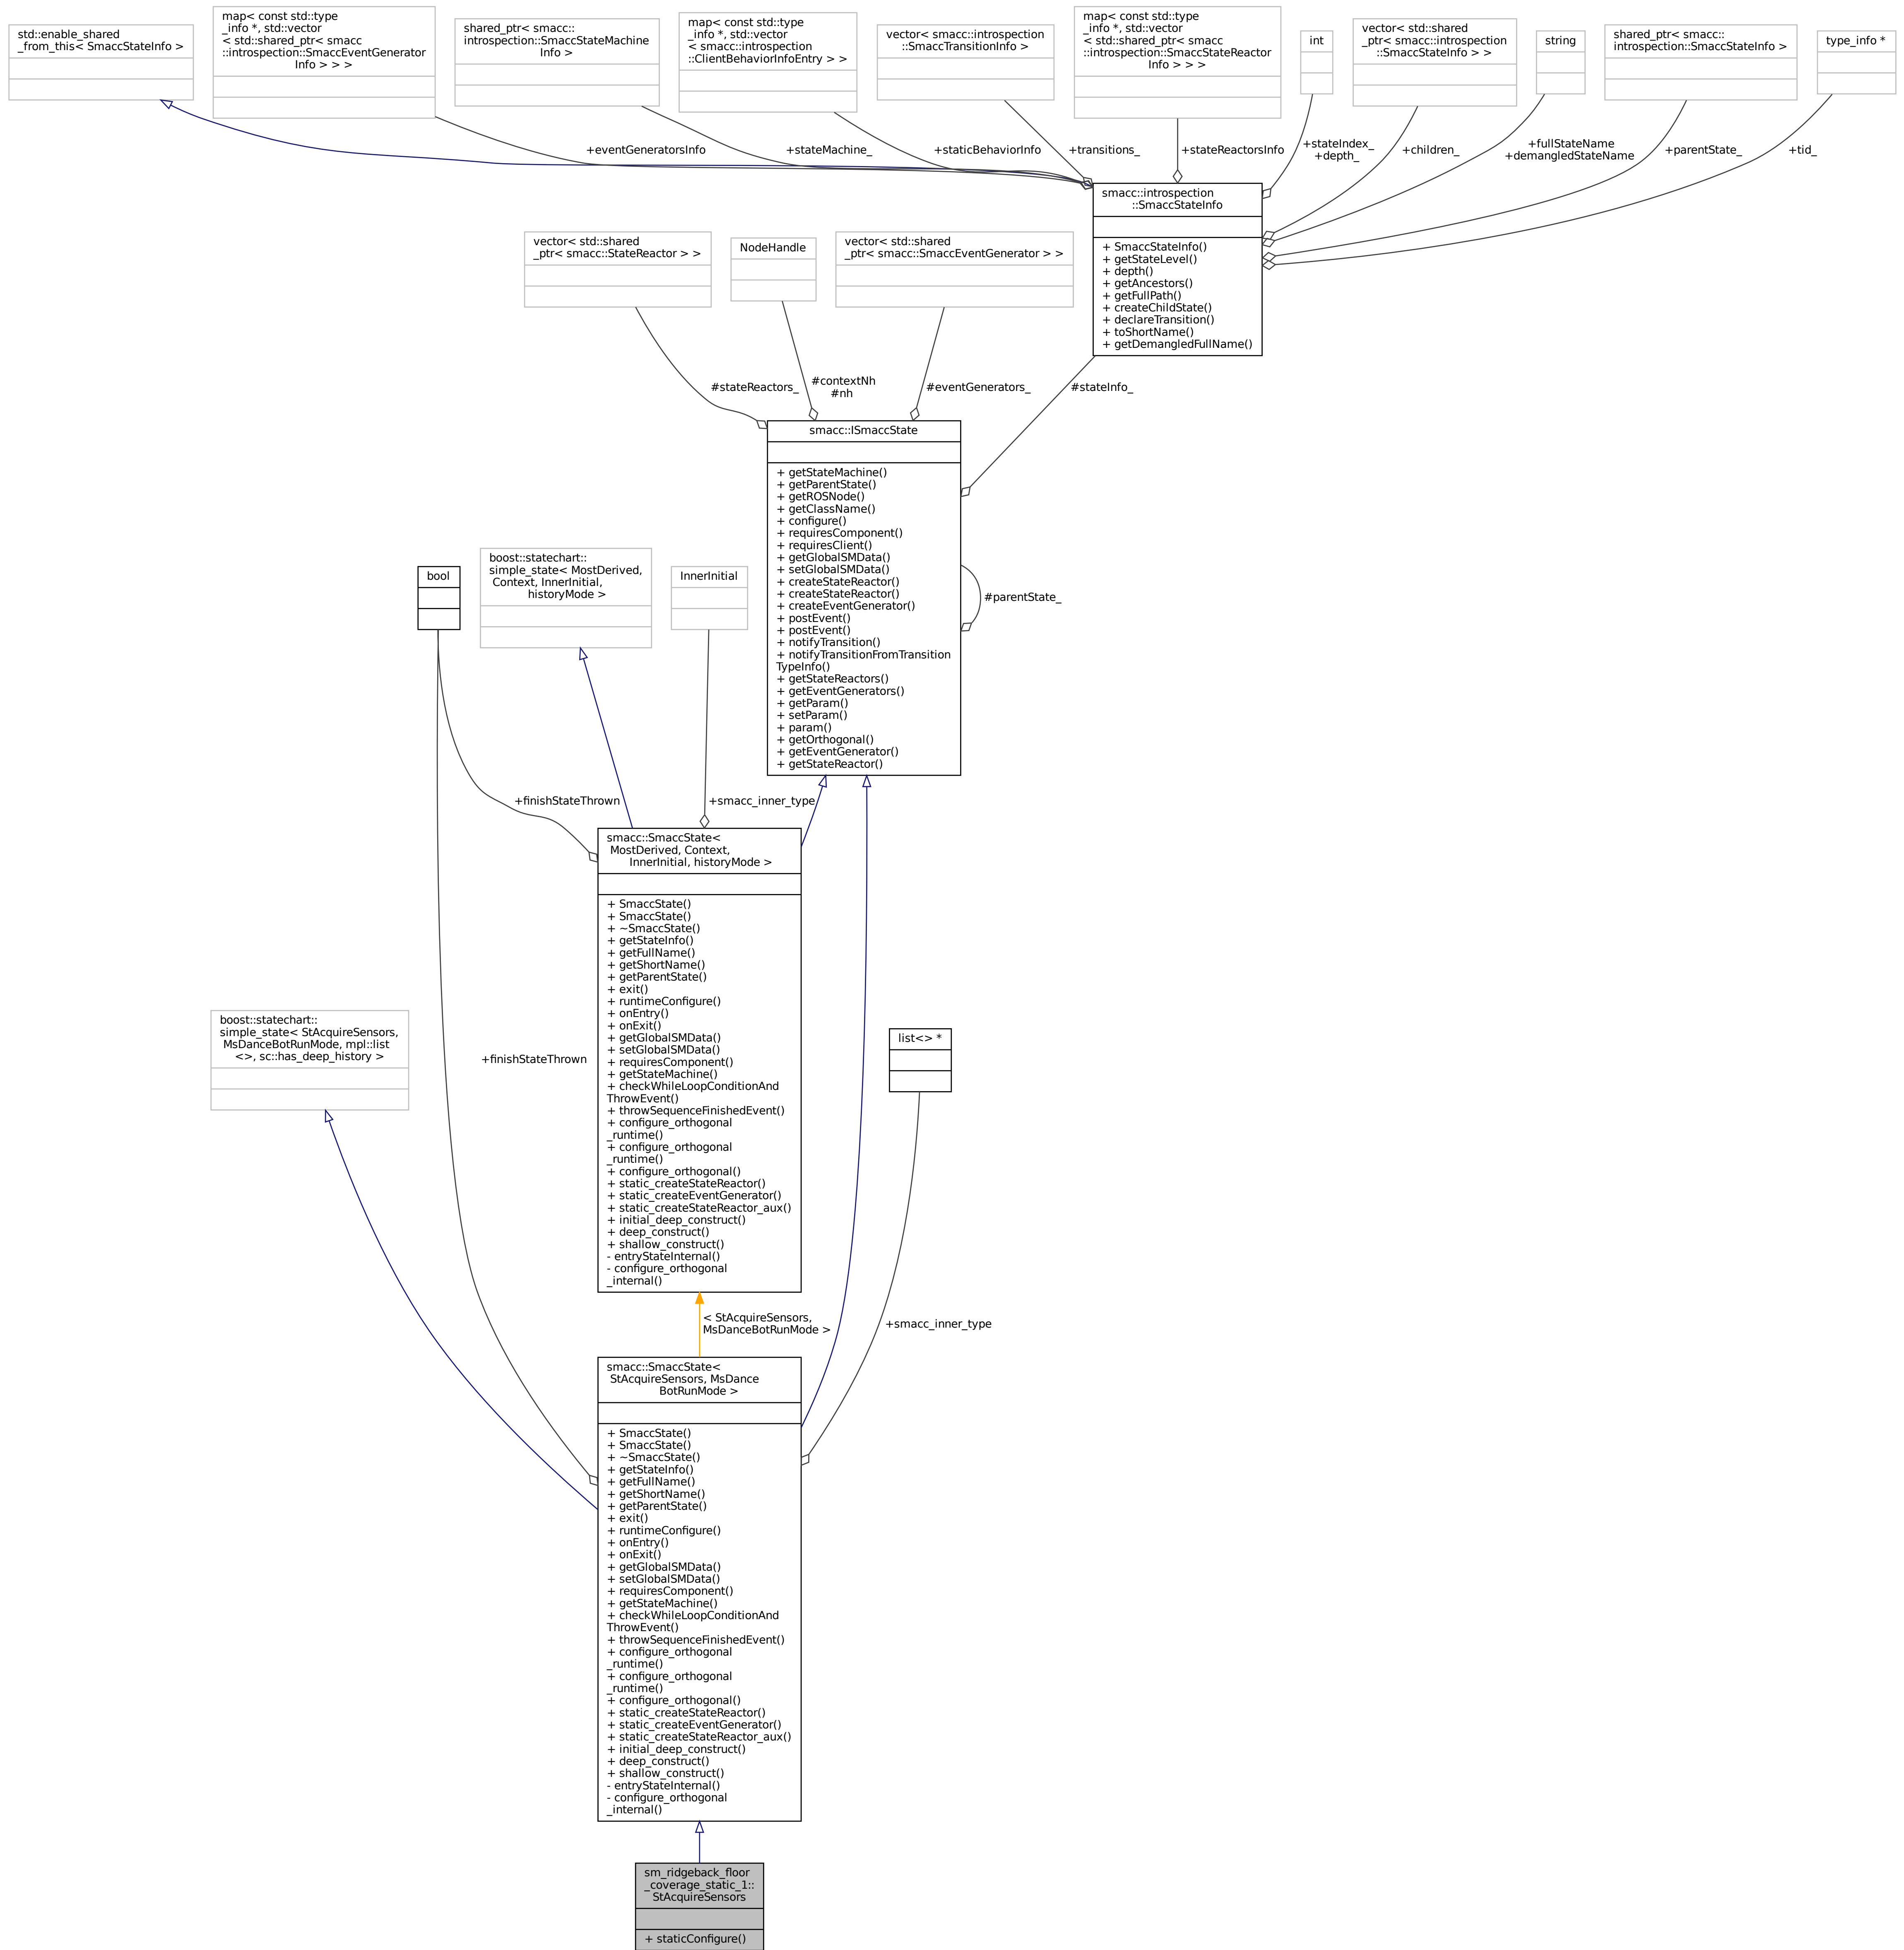 std::enable_shared
_from_this< SmaccStateInfo >
map< const std::type
_info *, std::vector
< std::shared_ptr< smacc
::introspection::SmaccEventGenerator
Info > > >
shared_ptr< smacc::
introspection::SmaccStateMachine
Info >
map< const std::type
_info *, std::vector
< smacc::introspection
::ClientBehaviorInfoEntry > >
vector< smacc::introspection
::SmaccTransitionInfo >
map< const std::type
_info *, std::vector
< std::shared_ptr< smacc
::introspection::SmaccStateReactor
Info > > >
int
vector< std::shared
_ptr< smacc::introspection
::SmaccStateInfo > >
string
shared_ptr< smacc::
introspection::SmaccStateInfo >
type_info *
+eventGeneratorsInfo
+stateMachine_
+staticBehaviorInfo
+transitions_
+stateReactorsInfo
+stateIndex_
+depth_
+children_
+fullStateName
+demangledStateName
+parentState_
+tid_
smacc::introspection
::SmaccStateInfo
+ SmaccStateInfo()
+ getStateLevel()
+ depth()
+ getAncestors()
+ getFullPath()
+ createChildState()
+ declareTransition()
+ toShortName()
+ getDemangledFullName()
vector< std::shared
_ptr< smacc::StateReactor > >
NodeHandle
vector< std::shared
_ptr< smacc::SmaccEventGenerator > >
#stateReactors_
#contextNh
#nh
#eventGenerators_
#stateInfo_
smacc::ISmaccState
+ getStateMachine()
+ getParentState()
+ getROSNode()
+ getClassName()
+ configure()
+ requiresComponent()
+ requiresClient()
+ getGlobalSMData()
+ setGlobalSMData()
+ createStateReactor()
+ createStateReactor()
+ createEventGenerator()
+ postEvent()
+ postEvent()
+ notifyTransition()
+ notifyTransitionFromTransition
TypeInfo()
+ getStateReactors()
+ getEventGenerators()
+ getParam()
+ setParam()
+ param()
+ getOrthogonal()
+ getEventGenerator()
+ getStateReactor()
#parentState_
bool
boost::statechart::
simple_state< MostDerived,
Context, InnerInitial,
historyMode >
InnerInitial
+finishStateThrown
+smacc_inner_type
smacc::SmaccState<
MostDerived, Context,
InnerInitial, historyMode >
+ SmaccState()
+ SmaccState()
+ ~SmaccState()
+ getStateInfo()
+ getFullName()
+ getShortName()
+ getParentState()
+ exit()
+ runtimeConfigure()
+ onEntry()
+ onExit()
+ getGlobalSMData()
+ setGlobalSMData()
+ requiresComponent()
+ getStateMachine()
+ checkWhileLoopConditionAnd
ThrowEvent()
+ throwSequenceFinishedEvent()
+ configure_orthogonal
_runtime()
+ configure_orthogonal
_runtime()
+ configure_orthogonal()
+ static_createStateReactor()
+ static_createEventGenerator()
+ static_createStateReactor_aux()
+ initial_deep_construct()
+ deep_construct()
+ shallow_construct()
- entryStateInternal()
- configure_orthogonal
_internal()
boost::statechart::
simple_state< StAcquireSensors,
MsDanceBotRunMode, mpl::list
<>, sc::has_deep_history >
+finishStateThrown
list<> *
< StAcquireSensors,
MsDanceBotRunMode >
+smacc_inner_type
smacc::SmaccState<
StAcquireSensors, MsDance
BotRunMode >
+ SmaccState()
+ SmaccState()
+ ~SmaccState()
+ getStateInfo()
+ getFullName()
+ getShortName()
+ getParentState()
+ exit()
+ runtimeConfigure()
+ onEntry()
+ onExit()
+ getGlobalSMData()
+ setGlobalSMData()
+ requiresComponent()
+ getStateMachine()
+ checkWhileLoopConditionAnd
ThrowEvent()
+ throwSequenceFinishedEvent()
+ configure_orthogonal
_runtime()
+ configure_orthogonal
_runtime()
+ configure_orthogonal()
+ static_createStateReactor()
+ static_createEventGenerator()
+ static_createStateReactor_aux()
+ initial_deep_construct()
+ deep_construct()
+ shallow_construct()
- entryStateInternal()
- configure_orthogonal
_internal()
sm_ridgeback_floor
_coverage_static_1::
StAcquireSensors
+ staticConfigure()